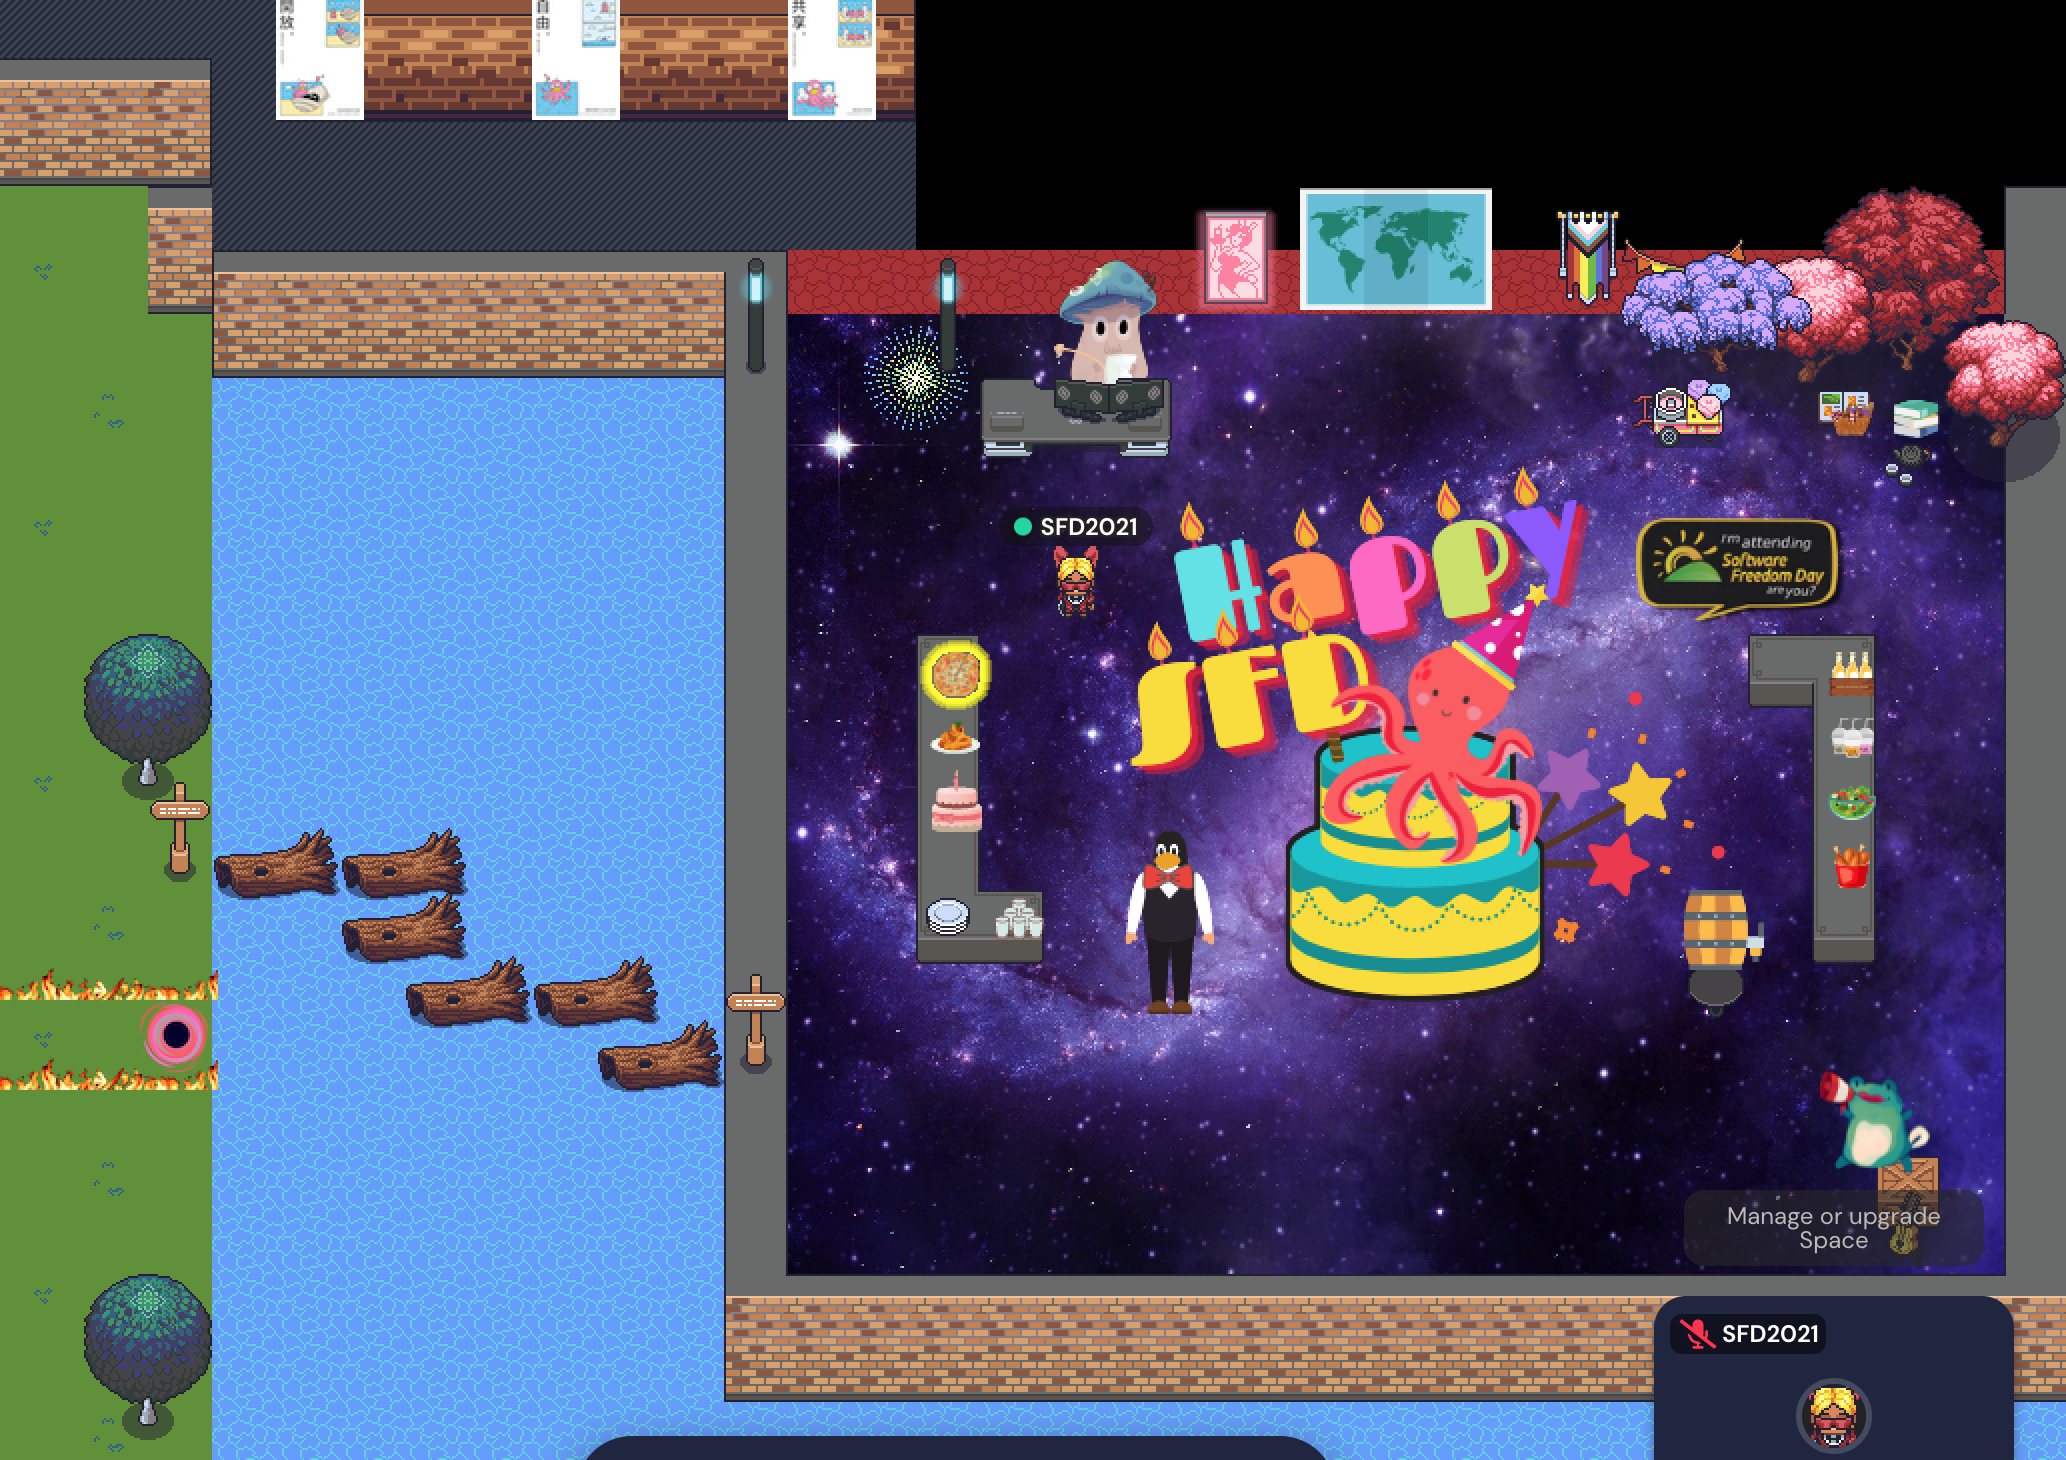 開放
自由
共享
SFD2021
Happy
SFD
I'm attending
Software
Freedom Day
are you?
Manage or upgrade
Space
SFD2021